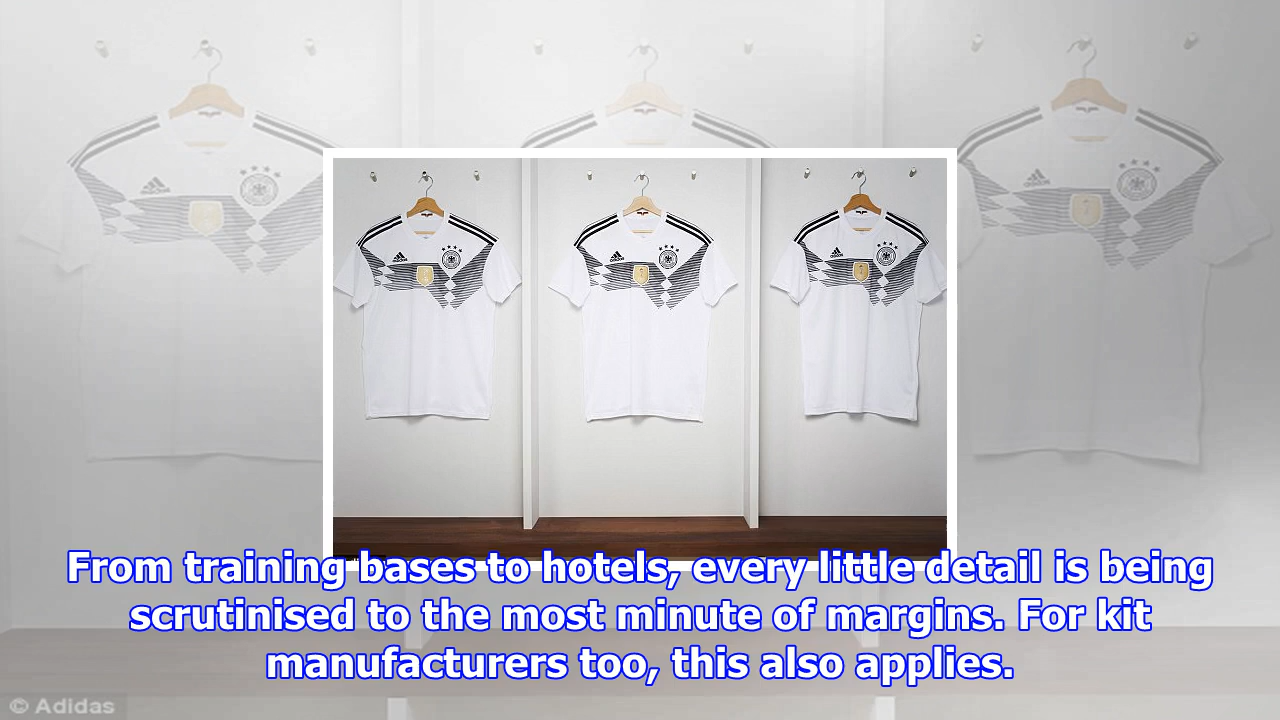 From training bases to hotels, every little detail is being
scrutinised to the most minute of margins. For kit
manufacturers too, this also applies.
© Adidas